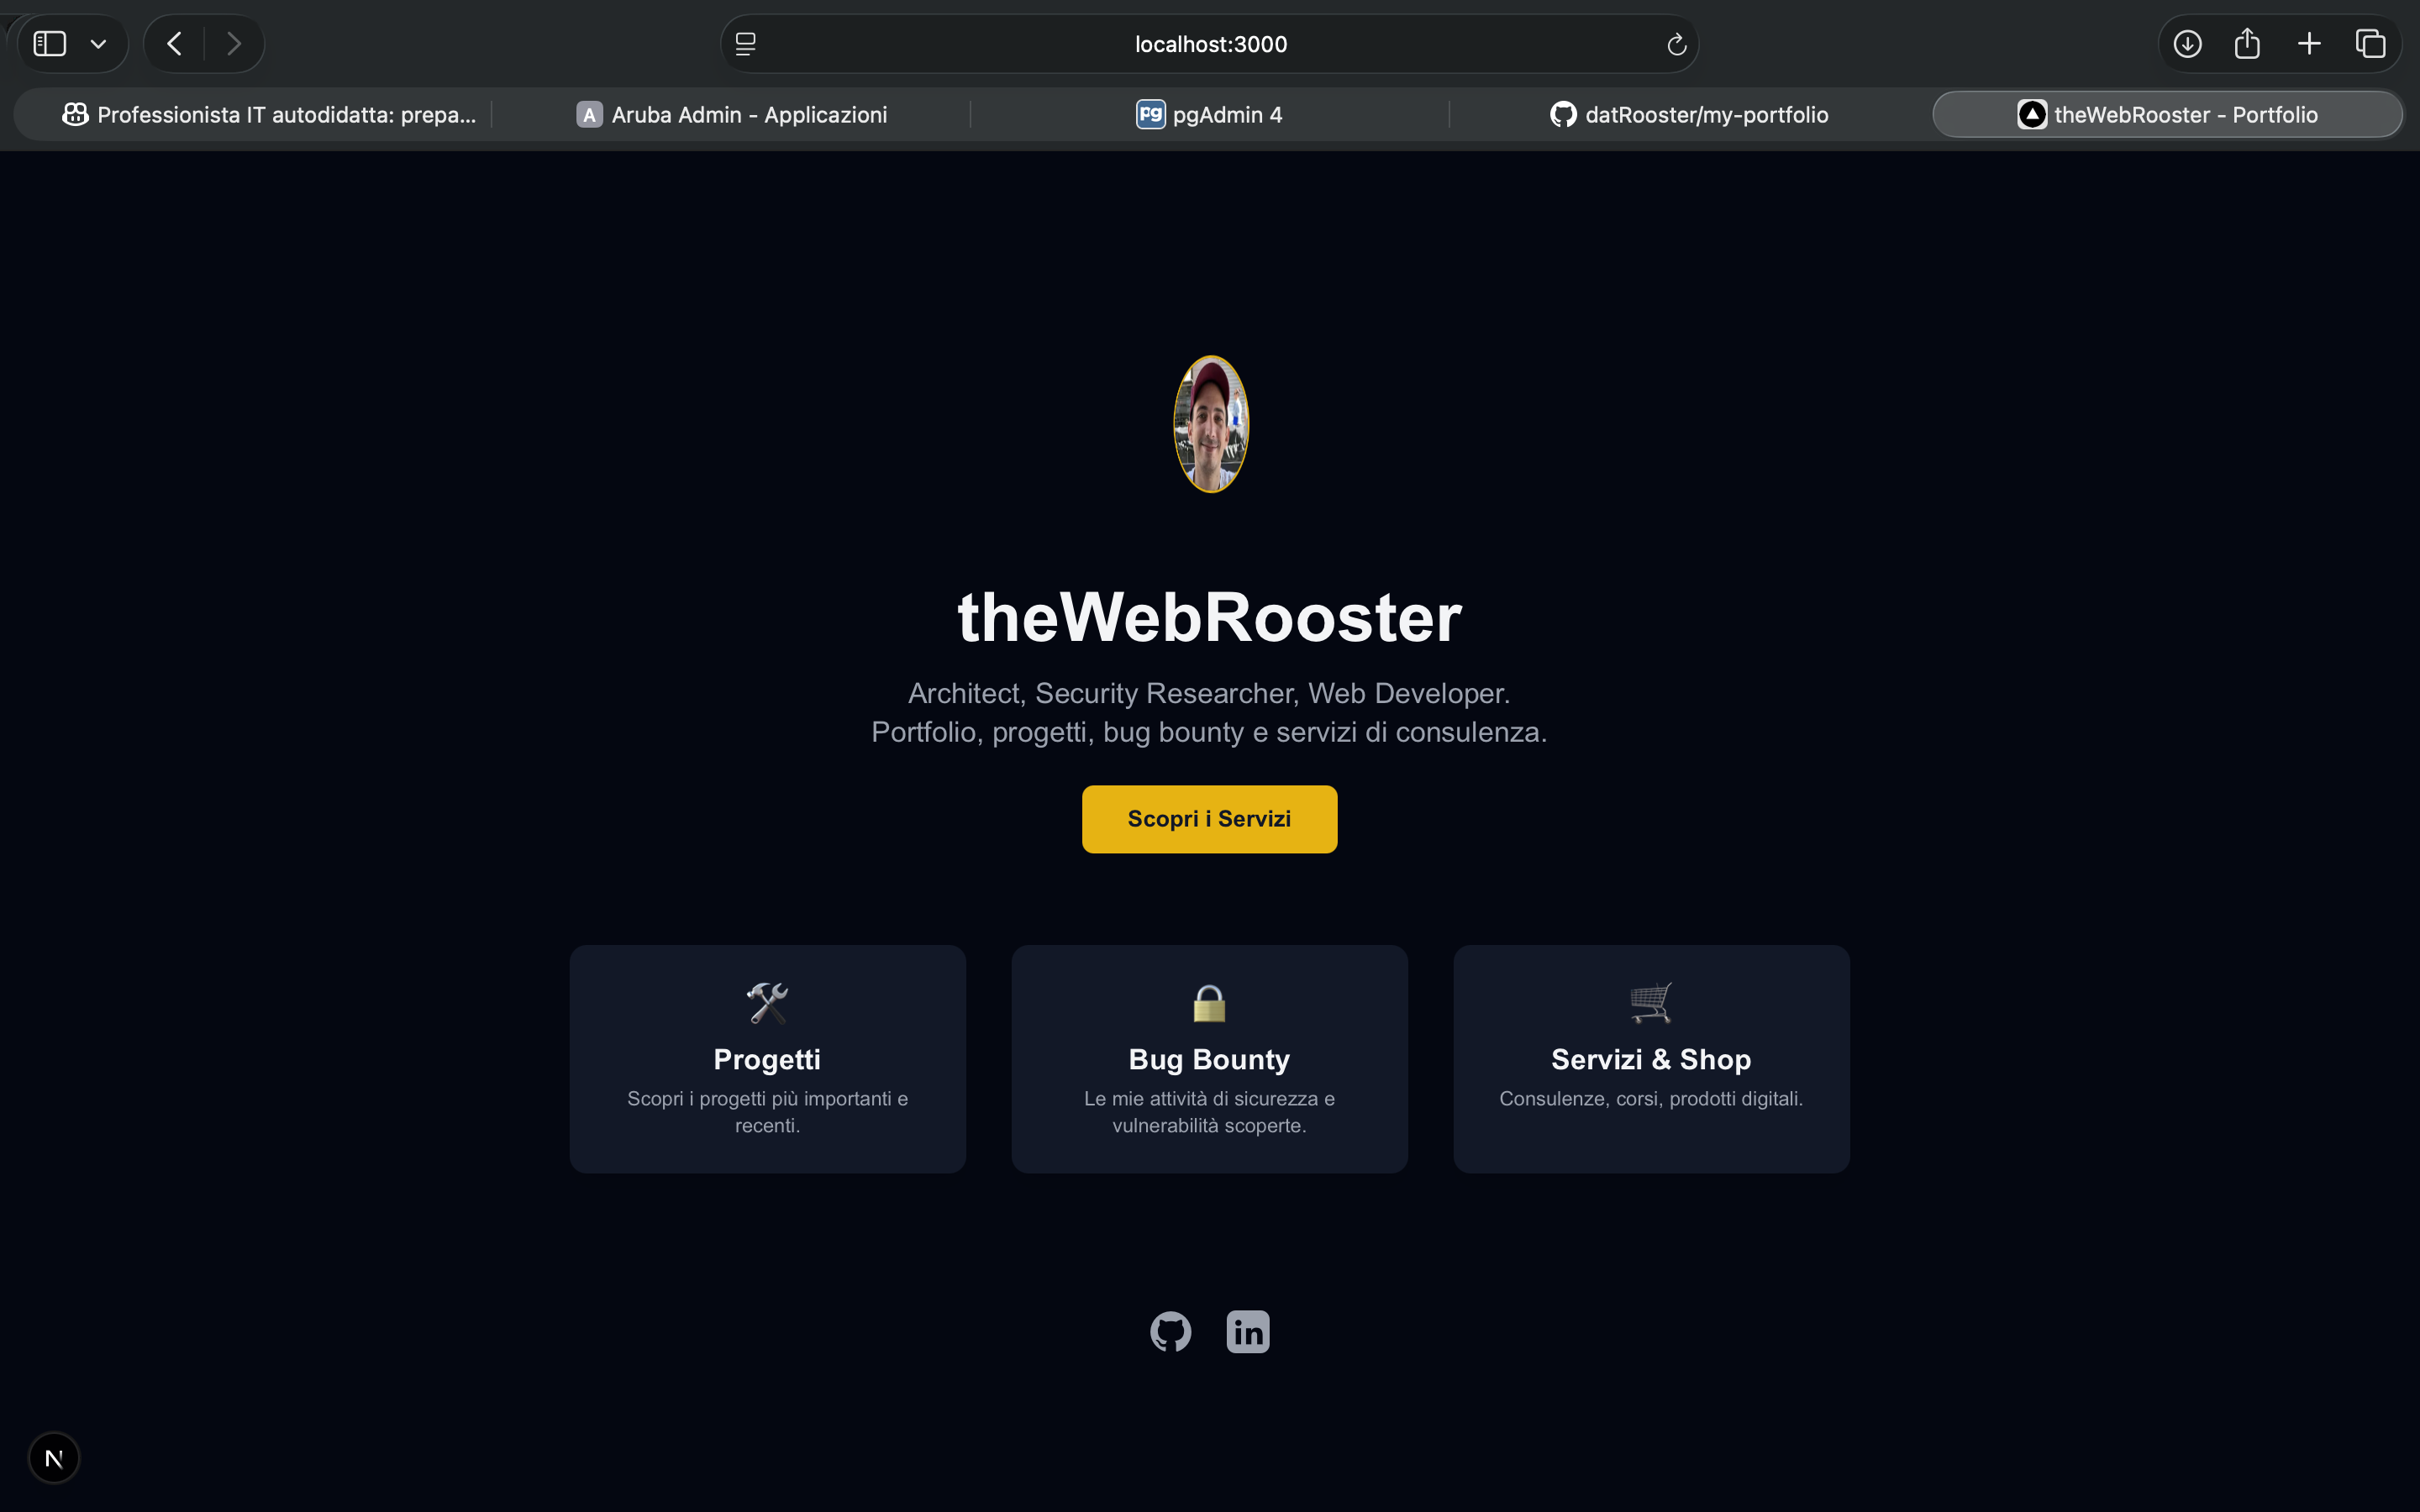 localhost:3000
Professionista IT autodidatta: prepa...
A Aruba Admin - Applicazioni
pg pgAdmin 4
datRooster/my-portfolio
theWebRooster - Portfolio
theWebRooster
Architect, Security Researcher, Web Developer.
Portfolio, progetti, bug bounty e servizi di consulenza.
Scopri i Servizi
Progetti
Scopri i progetti più importanti e
recenti.
Bug Bounty
Le mie attività di sicurezza e
vulnerabilità scoperte.
Servizi & Shop
Consulenze, corsi, prodotti digitali.
in
N